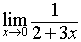 lim x→0 1/(2 + 3x)